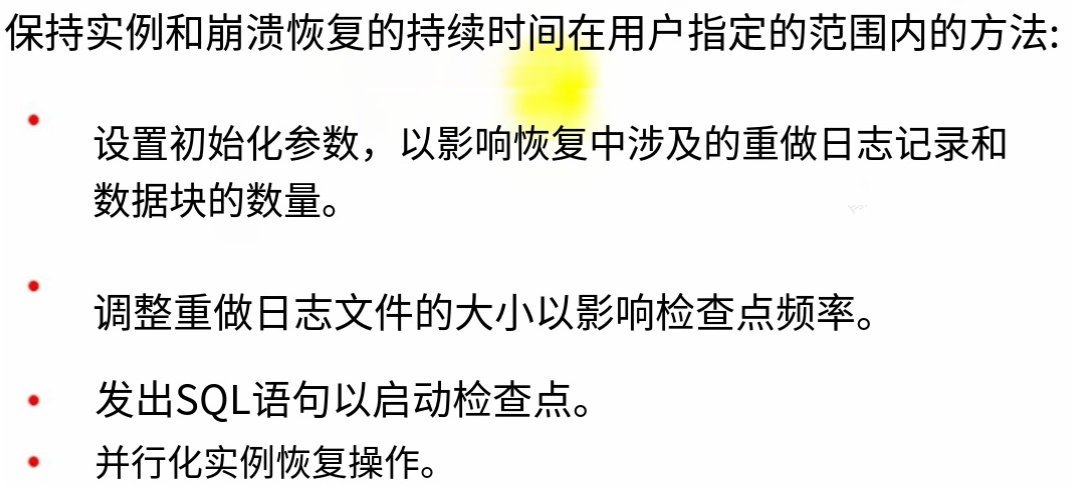 保持实例和崩溃恢复的持续时间在用户指定的范围内的方法:
设置初始化参数，以影响恢复中涉及的重做日志记录和
数据块的数量。
调整重做日志文件的大小以影响检查点频率。
发出SQL语句以启动检查点。
并行化实例恢复操作。